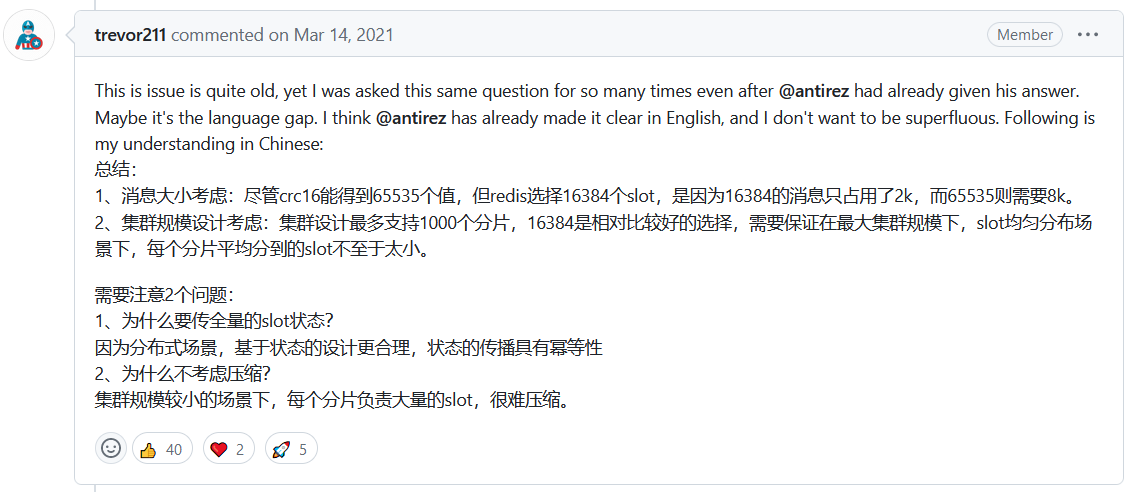 trevor211 commented on Mar 14, 2021
Member
This is issue is quite old, yet I was asked this same question for so many times even after @antirez had already given his answer.
Maybe it's the language gap. I think @antirez has already made it clear in English, and I don't want to be superfluous. Following is
my understanding in Chinese:
总结：
1、消息大小考虑：尽管crc16能得到65535个值，但redis选择16384个slot，是因为16384的消息只占用了2k，而65535则需要8k。
2、集群规模设计考虑：集群设计最多支持1000个分片，16384是相对比较好的选择，需要保证在最大集群规模下，slot均匀分布场
景下，每个分片平均分到的slot不至于太小。
需要注意2个问题：
1、为什么要传全量的slot状态？
因为分布式场景，基于状态的设计更合理，状态的传播具有幂等性
2、为什么不考虑压缩？
集群规模较小的场景下，每个分片负责大量的slot，很难压缩。
40
2
5